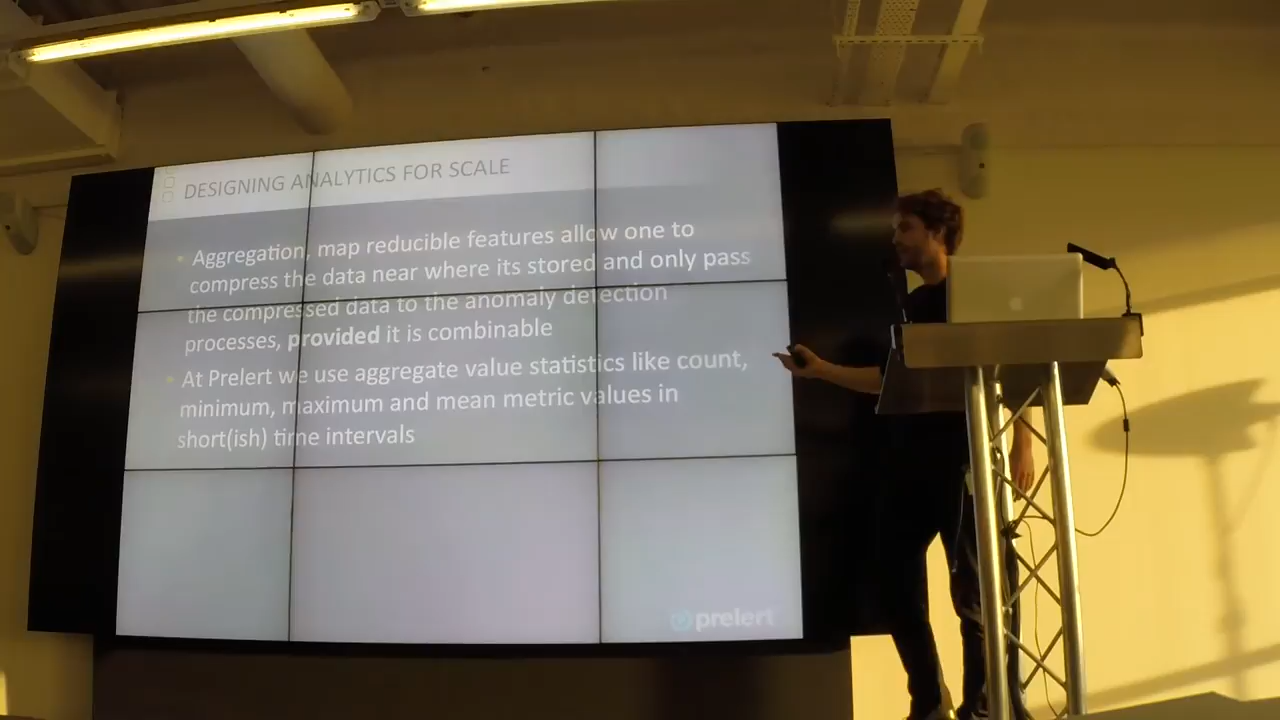 DESIGNING ANALYTICS FOR SCALE
Aggregation, map reducible features allow one to
compress the data near where its stored and only pass
the compressed data to the anomaly detection
processes, provided it is combinable
At Prelert we use aggregate value statistics like count,
minimum, maximum and mean metric values in
short(ish) time intervals
prelert